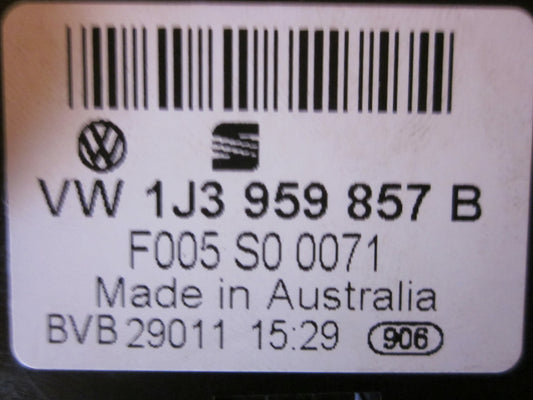 VW 1J3 959 857 B
F005 S0 0071
Made in Australia
BVB 29011 15:29 906